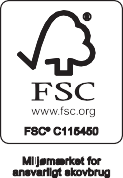 FSC
www.fsc.org
FSC® C115450
Miljømærket for
ansvarligt skovbrug